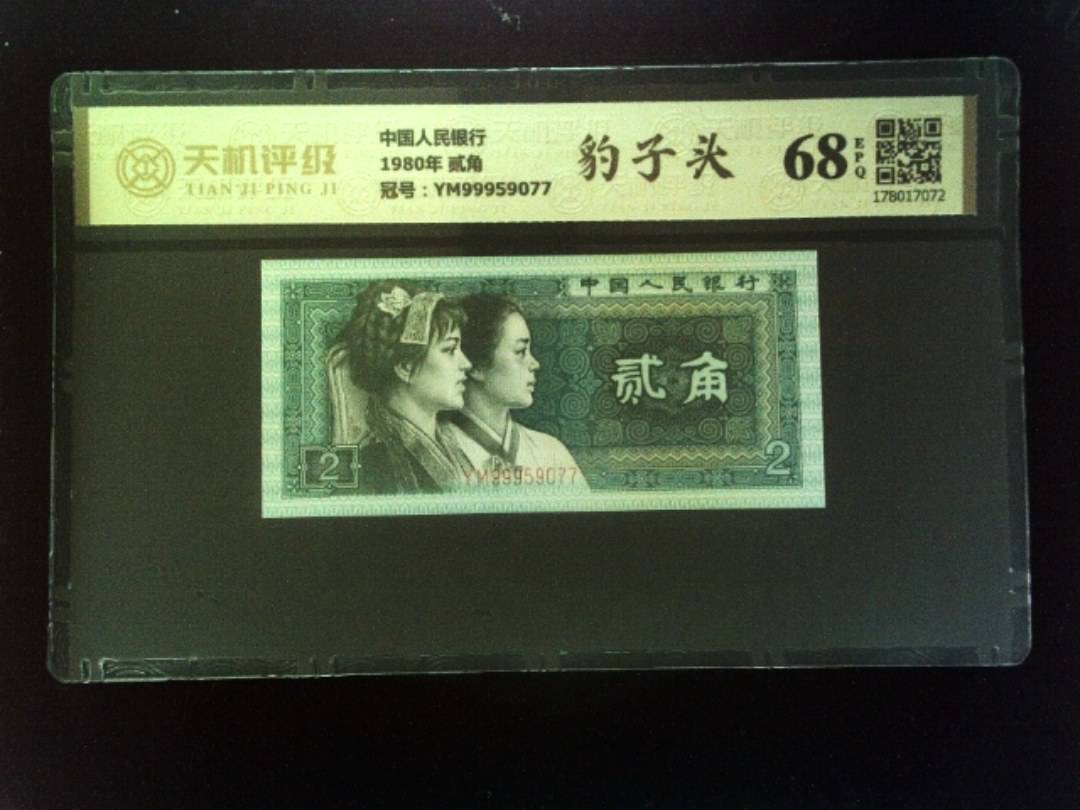 天机评级
TIAN JI PING JI
中国人民银行
1980年 贰角
冠号：YM99959077
豹子头
68
EPQ
178017072
中国人民银行
贰角
2
2
YM99959077